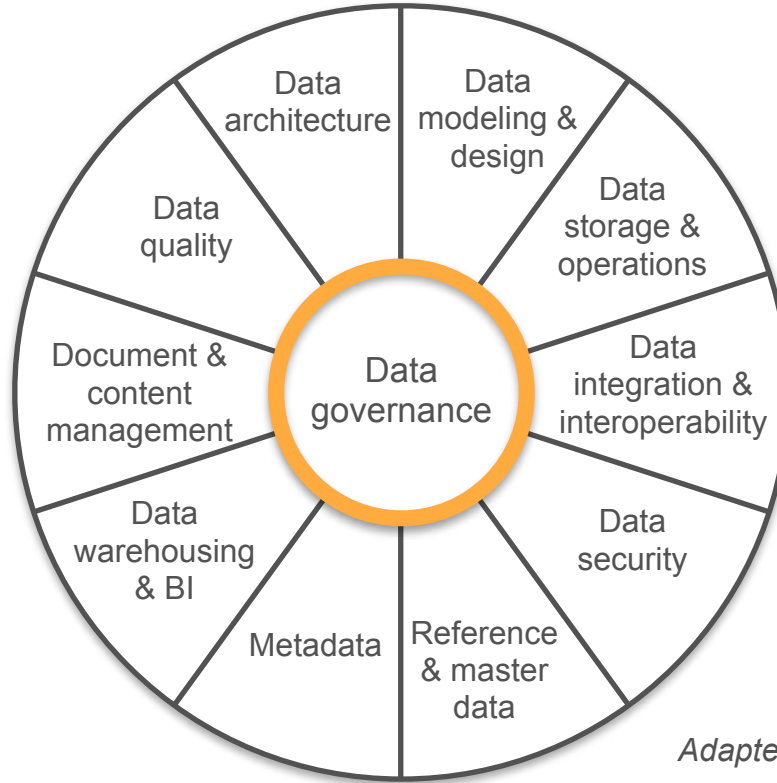 Data
architecture
Data
modeling &
design
Data
storage &
operations
Data
integration &
interoperability
Data
security
Reference
& master
data
Metadata
Data
warehousing
& BI
Document &
content
management
Data
quality
Data
governance